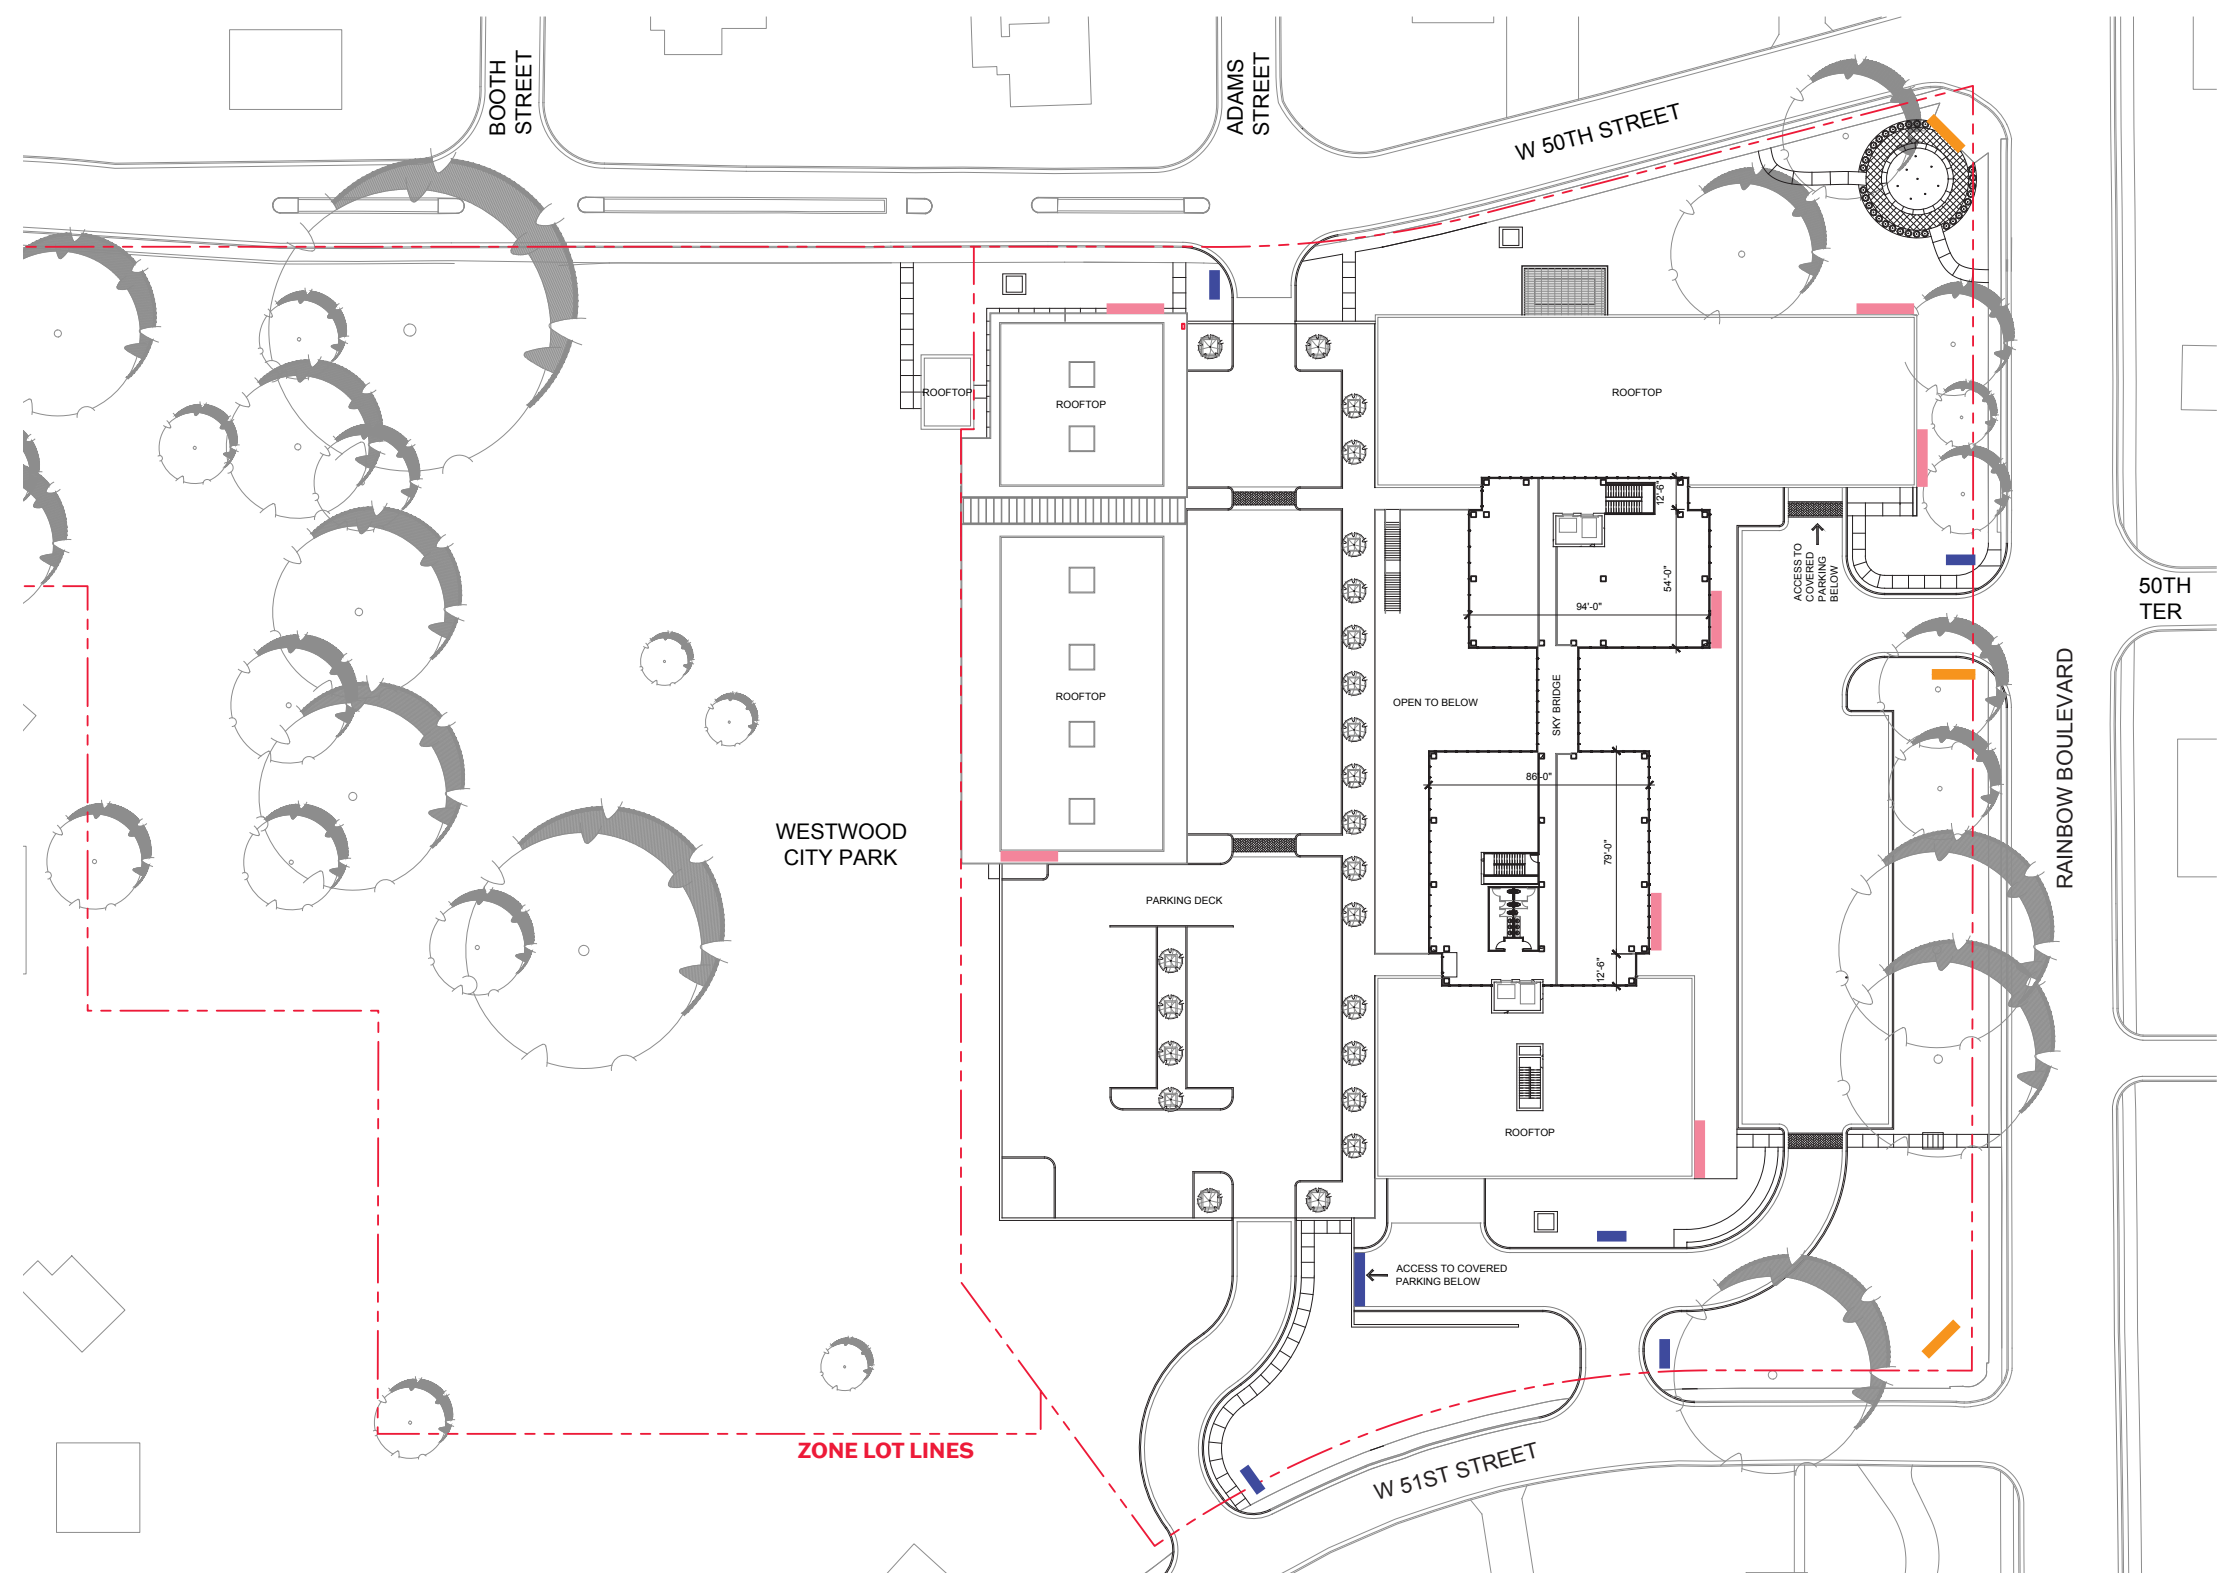 BOOTH
STREET
ADAMS
STREET
W 50TH STREET
ROOFTOP
ROOFTOP
ROOFTOP
12'-6"
54'-0"
94'-0"
ACCESS TO
COVERED
PARKING
BELOW
50TH
TER
ROOFTOP
OPEN TO BELOW
SKY BRIDGE
RAINBOW BOULEVARD
86'-0"
79'-0"
WESTWOOD
CITY PARK
PARKING DECK
12'-6"
ROOFTOP
ACCESS TO COVERED
PARKING BELOW
ZONE LOT LINES
W 51ST STREET